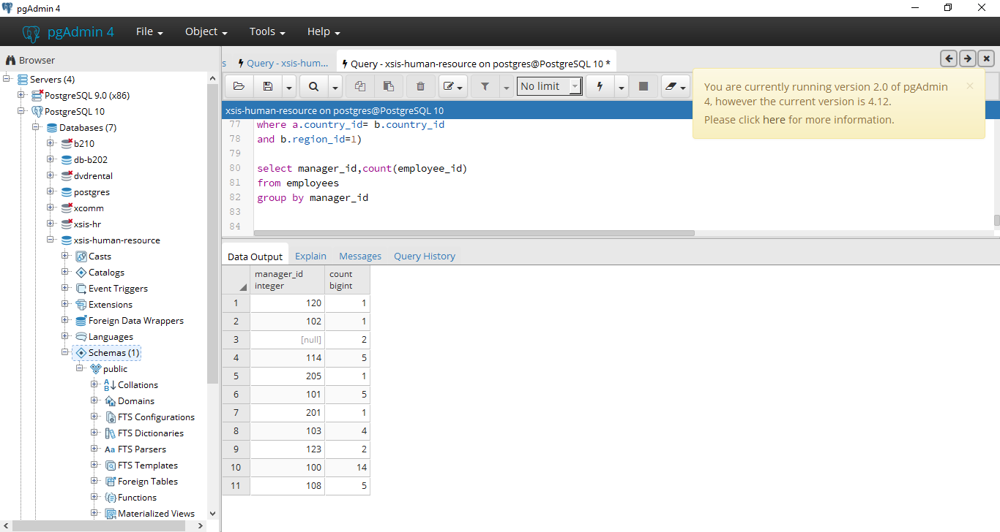 pgAdmin 4
pgAdmin 4 File Object Tools Help
Browser
Servers (4)
PostgreSQL 9.0 (x86)
PostgreSQL 10
Databases (7)
b210
db-b202
dvdrental
postgres
xcomm
xsis-hr
xsis-human-resource
Casts
Catalogs
Event Triggers
Extensions
Foreign Data Wrappers
Languages
Schemas (1)
public
Collations
Domains
FTS Configurations
FTS Dictionaries
Aa FTS Parsers
FTS Templates
Foreign Tables
Functions
Materialized Views
s Query - xsis-hum... Query - xsis-human-resource on postgres@PostgreSQL 10 *
No limit
You are currently running version 2.0 of pgAdmin
4, however the current version is 4.12.
Please click here for more information.
xsis-human-resource on postgres@PostgreSQL 10
77 where a.country_id= b.country_id
78 and b.region_id=1)
79
80 select manager_id,count(employee_id)
81 from employees
82 group by manager_id
83
84
Data Output Explain Messages Query History
manager_id count
integer bigint
1 120 1
2 102 1
3 [null] 2
4 114 5
5 205 1
6 101 5
7 201 1
8 103 4
9 123 2
10 100 14
11 108 5